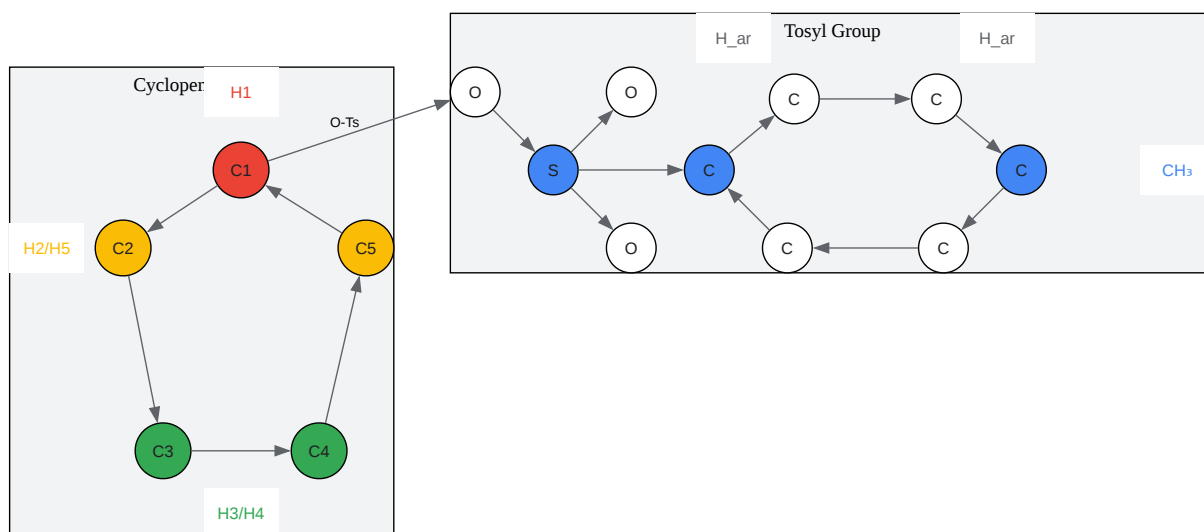 Cyclopen
H1
O-Ts
C1
C2
C5
H2/H5
C3
C4
H3/H4
Tosyl Group
H_ar
H_ar
O
O
S
O
C
C
C
C
C
C
CH₃